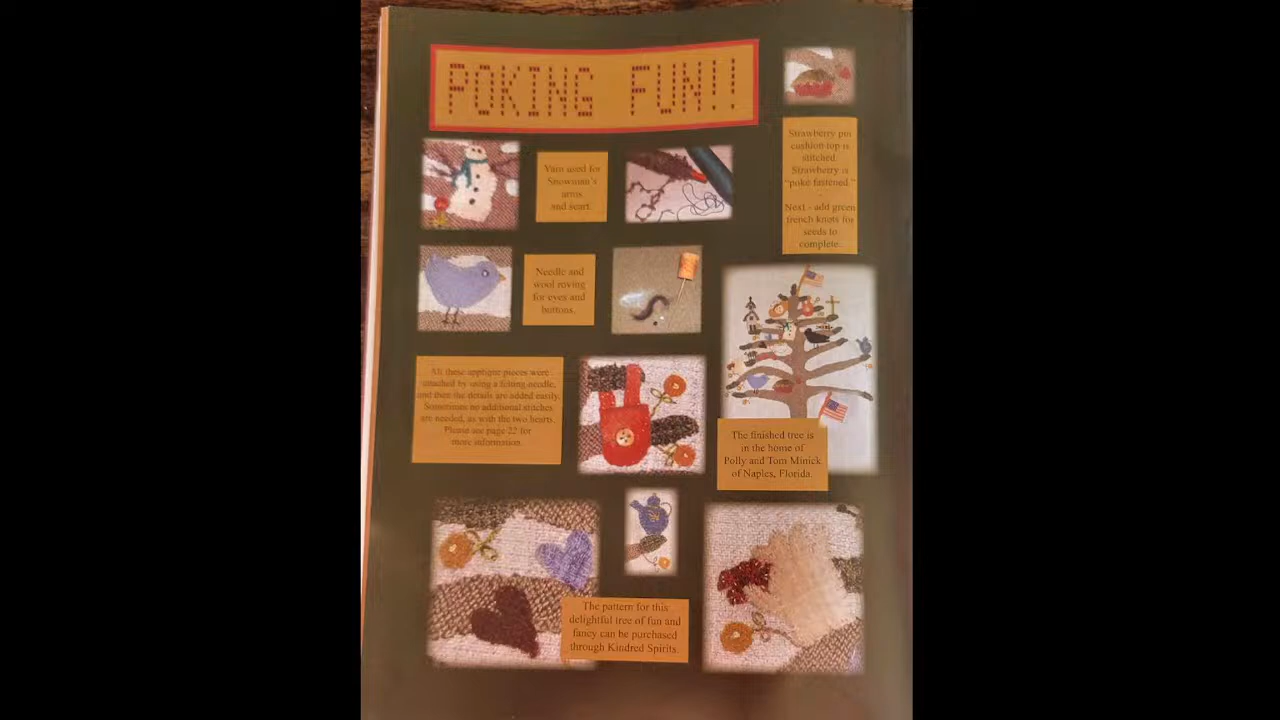 POKING FUN!!
Strawberry pin
cushion top is
stitched.
Strawberry is
"poke fastened."
Next - add green
french knots for
seeds to
complete.
Yarn used for
Snowman's
arms
and scarf.
Needle and
wool roving
for eyes and
buttons.
All these applique pieces were
attached by using a felting needle,
and then the details are added easily.
Sometimes no additional stitches
are needed, as with the two hearts.
Please see page 22 for
more information.
The finished tree is
in the home of
Polly and Tom Minick
of Naples, Florida.
The pattern for this
delightful tree of fun and
fancy can be purchased
through Kindred Spirits.